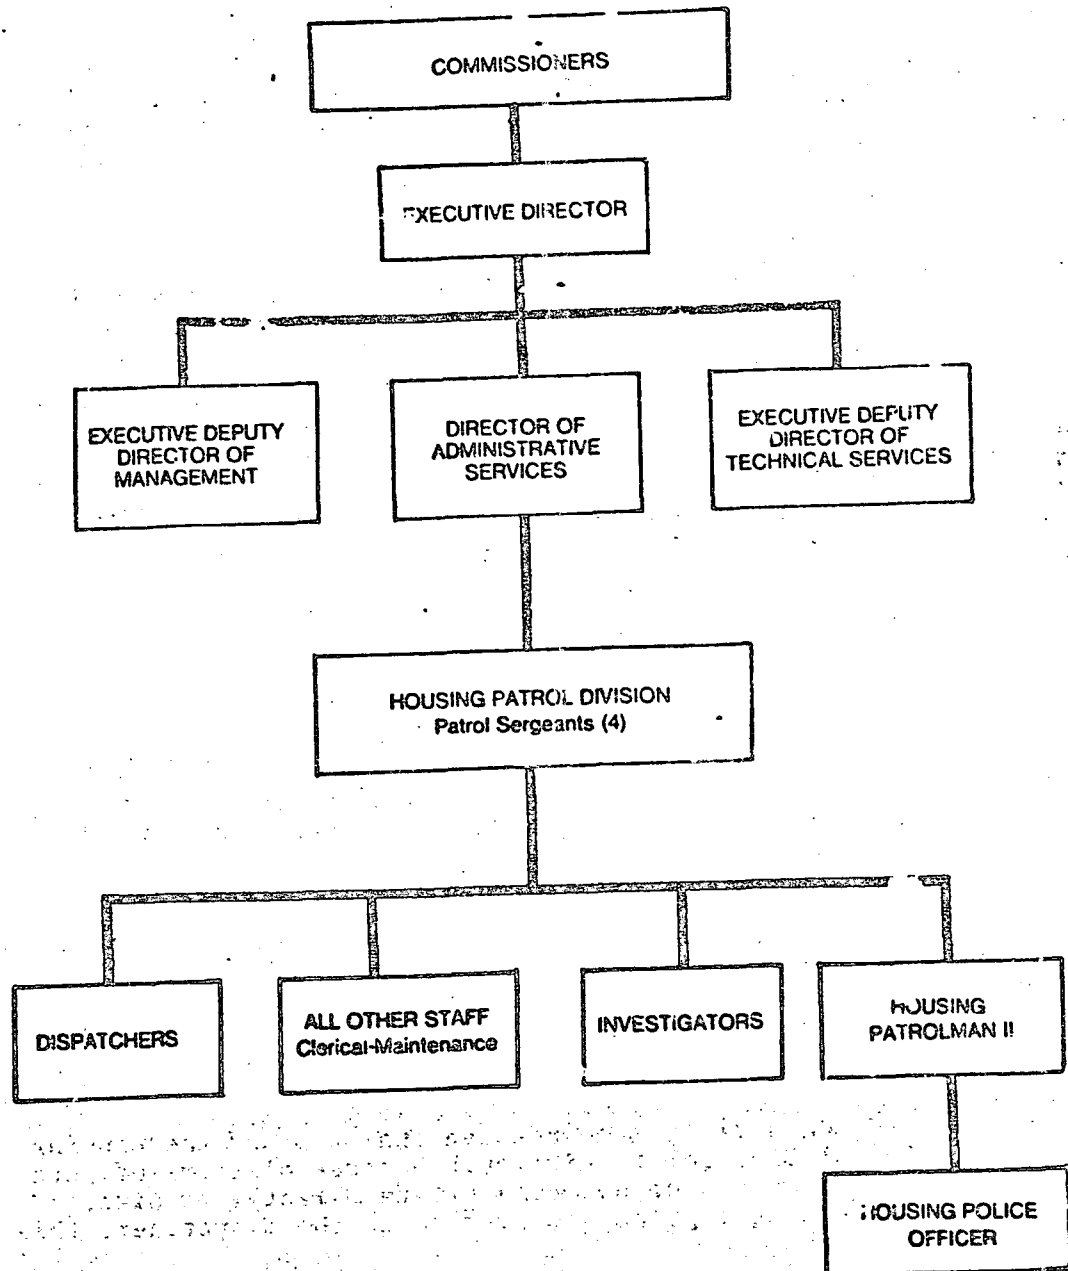 COMMISSIONERS
EXECUTIVE DIRECTOR
EXECUTIVE DEPUTY
DIRECTOR OF
MANAGEMENT
DIRECTOR OF
ADMINISTRATIVE
SERVICES
EXECUTIVE DEPUTY
DIRECTOR OF
TECHNICAL SERVICES
HOUSING PATROL DIVISION
Patrol Sergeants (4)
DISPATCHERS
ALL OTHER STAFF
Clerical-Maintenance
INVESTIGATORS
HOUSING
PATROLMAN II
HOUSING POLICE
OFFICER